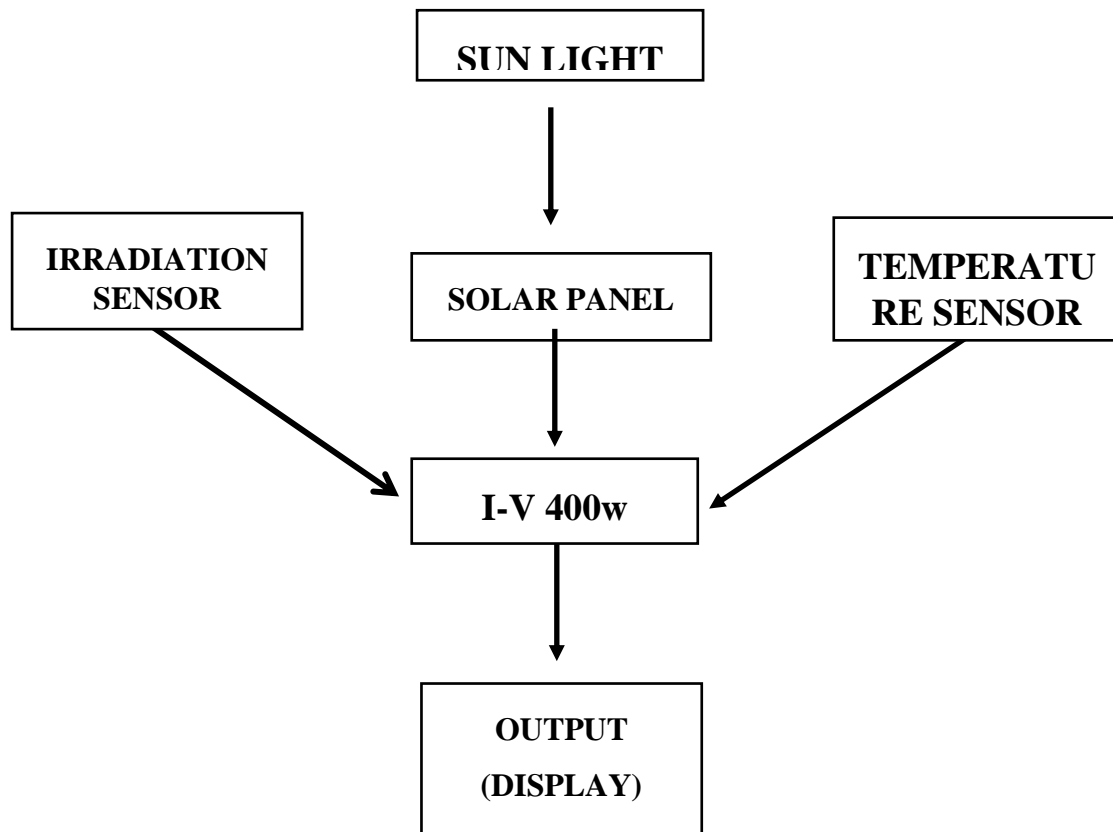 SUN LIGHT
IRRADIATION
SENSOR
SOLAR PANEL
TEMPERATU
RE SENSOR
I-V 400w
OUTPUT
(DISPLAY)